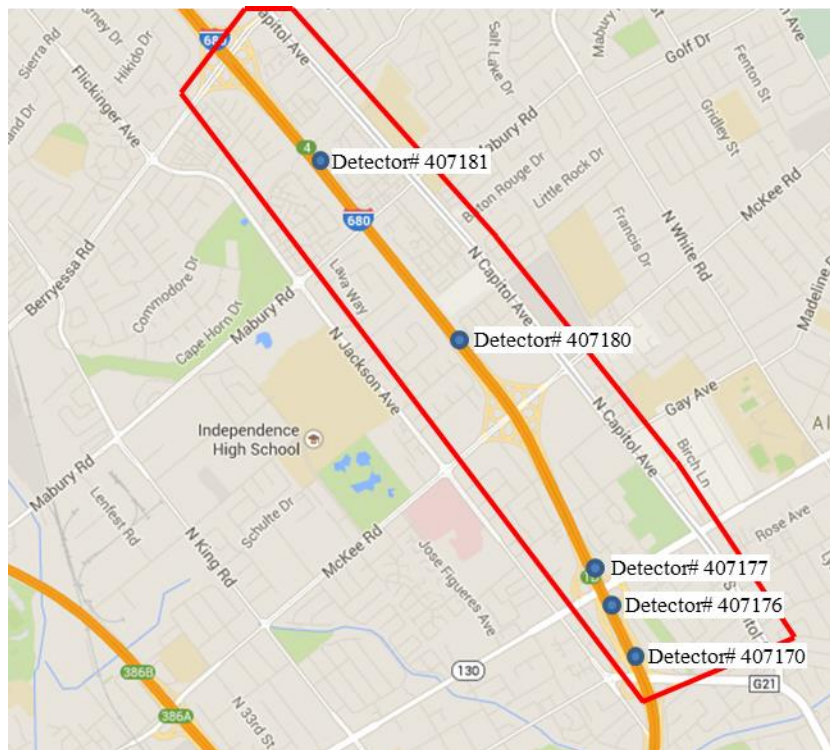 Sierra Rd
Hikido Dr
Flickinger Ave
680
Capitol Ave
Salt Lake Dr
Golf Dr
Fenton St
Gridley St
Mabury Rd
4
Detector# 407181
Baton Rouge Dr
Little Rock Dr
McKee Rd
680
Francis Dr
N White Rd
Berryessa Rd
Commodore Dr
Cape Horn Dr
Mabury Rd
Lava Way
N Capitol Ave
Detector# 407180
N Jackson Ave
Gay Ave
Independence
High School
N Capitol Ave
Birch Ln
Mabury Rd
Lenfest Rd
Schulte Dr
McKee Rd
N King Rd
Jose Figueres Ave
Rose Ave
Detector# 407177
Detector# 407176
Detector# 407170
130
G21
386B
386A
N 33rd St